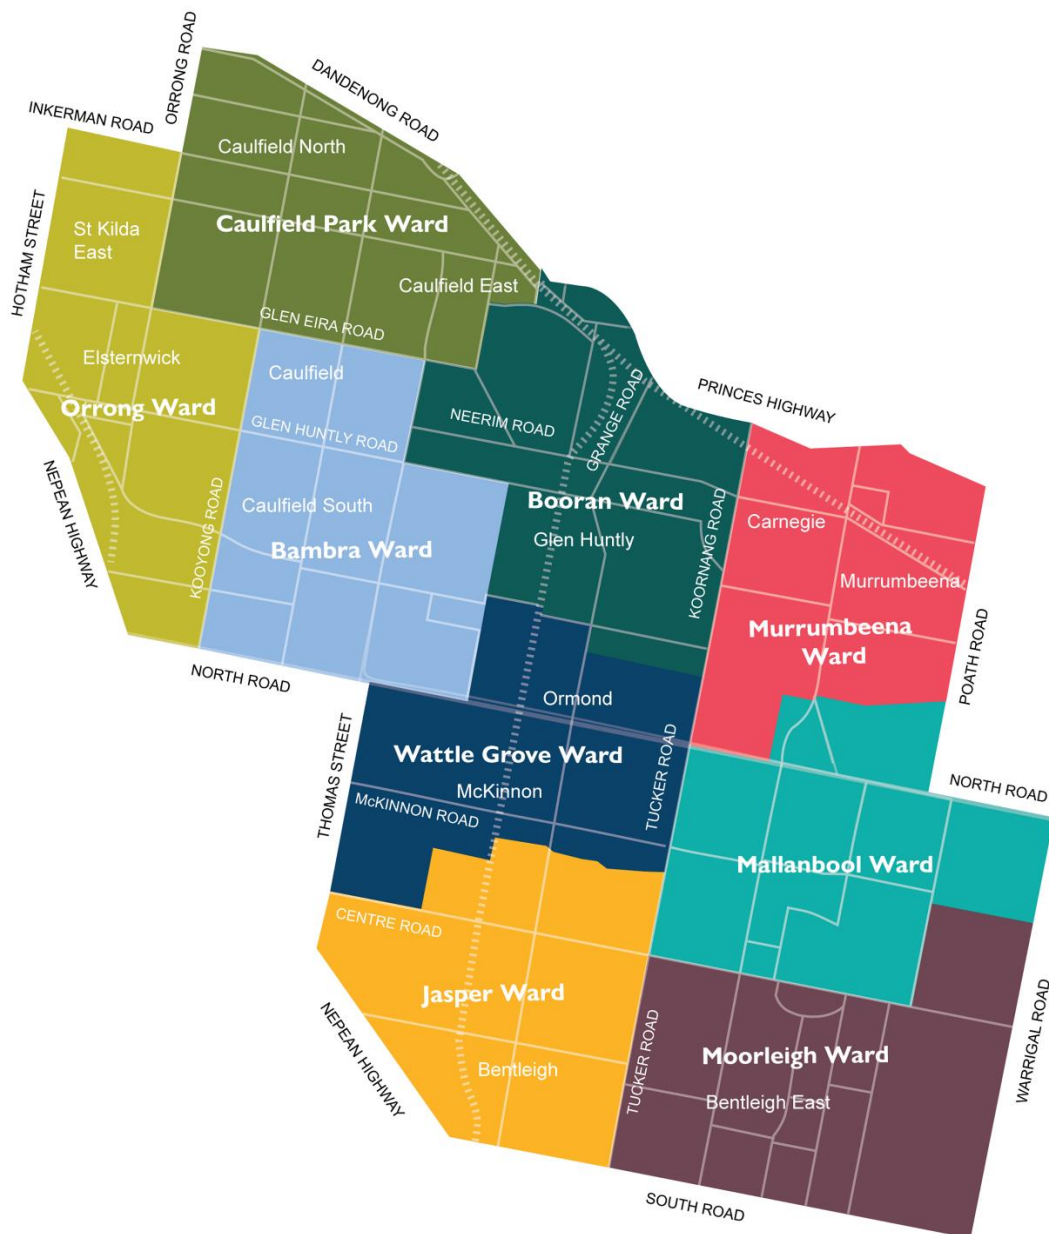 ORRONG ROAD
DANDENONG ROAD
INKERMAN ROAD
Caulfield North
HOTHAM STREET
St Kilda
East
Caulfield Park Ward
Caulfield East
GLEN EIRA ROAD
Elsternwick
Caulfield
PRINCES HIGHWAY
Orrong Ward
GLEN HUNTLY ROAD
NEERIM ROAD
GRANGE ROAD
NEPEAN HIGHWAY
KOOYONG ROAD
Caulfield South
Bambra Ward
Booran Ward
Glen Huntly
KOORNANG ROAD
Carnegie
Murrumbeena
Murrumbeena
Ward
POATH ROAD
NORTH ROAD
Ormond
THOMAS STREET
Wattle Grove Ward
McKinnon
McKINNON ROAD
TUCKER ROAD
NORTH ROAD
Mallanbool Ward
CENTRE ROAD
Jasper Ward
NEPEAN HIGHWAY
Bentleigh
TUCKER ROAD
Moorleigh Ward
Bentleigh East
WARRIGAL ROAD
SOUTH ROAD